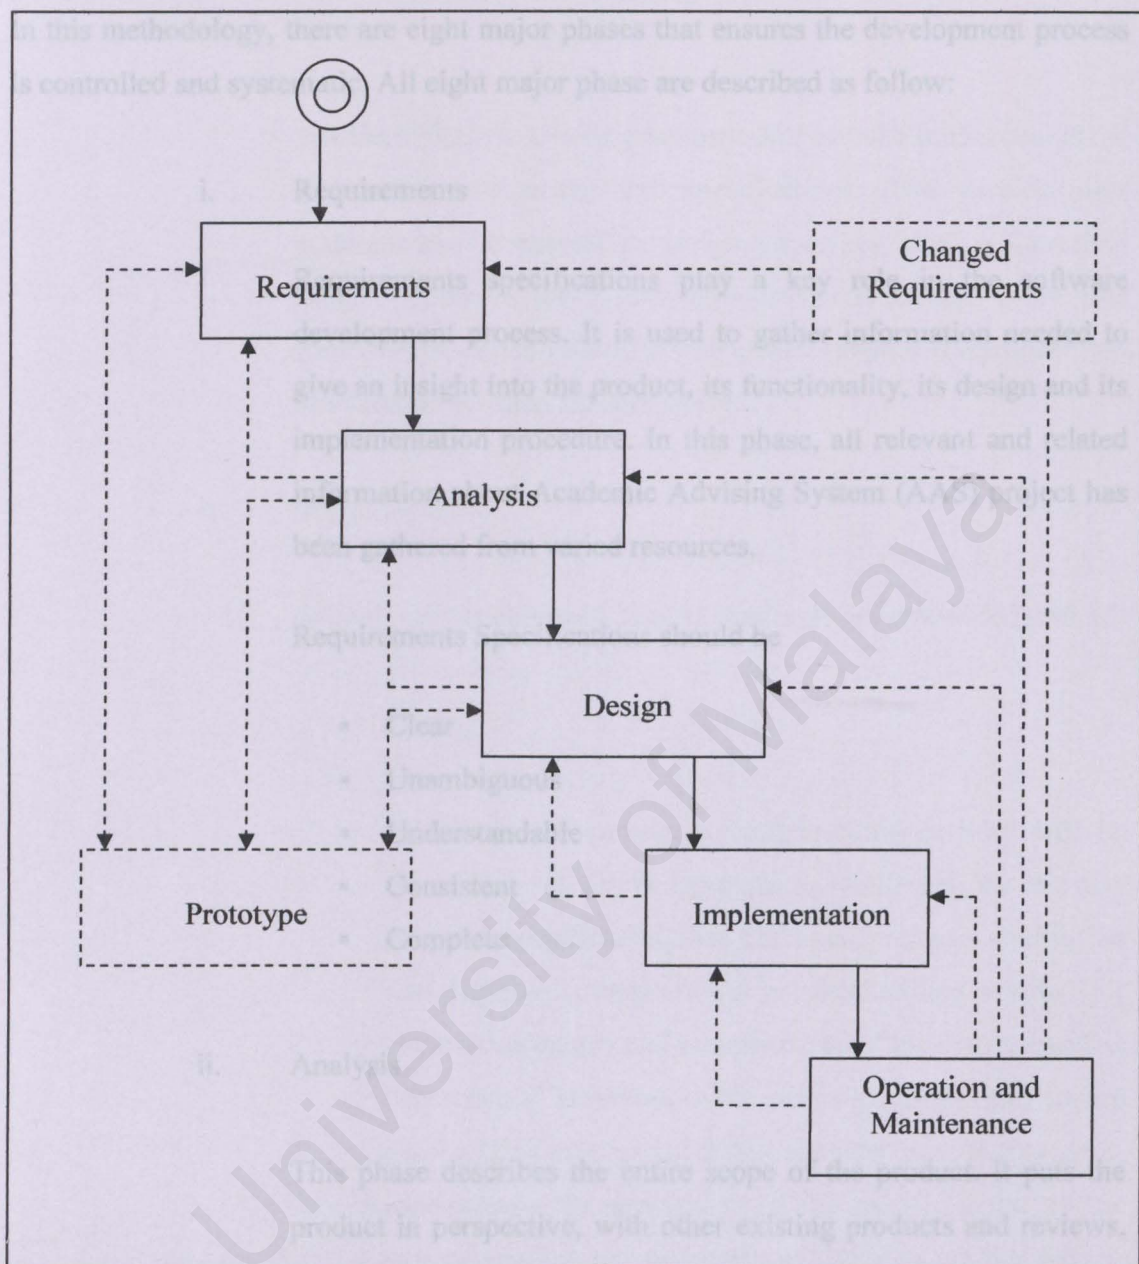 In this methodology, there are eight major phases that ensures the development process
is controlled and systematic. All eight major phase are described as follow:
i. Requirements
Requirements
Changed
Requirements
Requirements specifications play a key role in the software
development process. It is used to gather information needed to
give an insight into the product, its functionality, its design and its
implementation procedure. In this phase, all relevant and related
information about Academic Advising System (AAS) project has
been gathered from varied resources.
Analysis
Requirements Specifications should be
Design
• Clear
• Unambiguous
• Understandable
• Consistent
• Complete
Prototype
Implementation
ii. Analysis
Operation and
Maintenance
This phase describes the entire scope of the product. It puts the
product in perspective, with other existing products and reviews.
University of Malaya